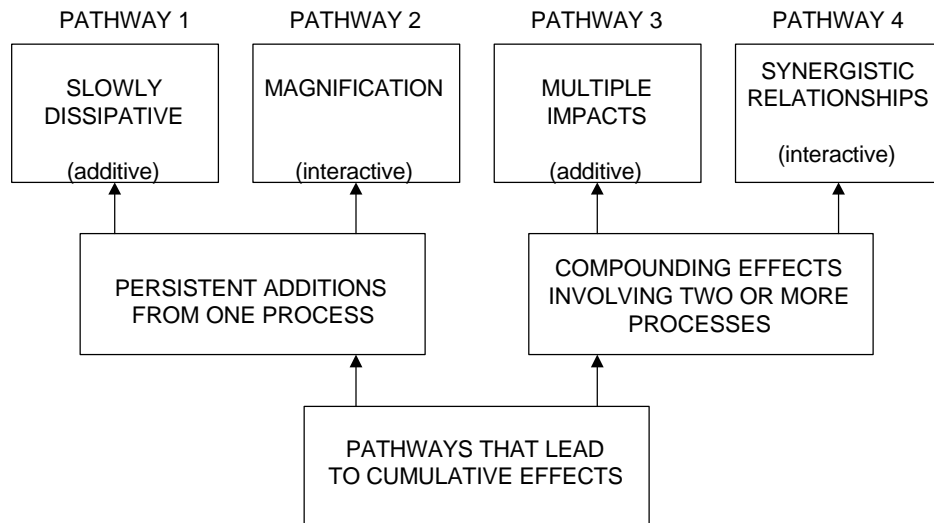 PATHWAY 1
PATHWAY 2
PATHWAY 3
PATHWAY 4
SLOWLY
DISSIPATIVE
(additive)
MAGNIFICATION
(interactive)
MULTIPLE
IMPACTS
(additive)
SYNERGISTIC
RELATIONSHIPS
(interactive)
PERSISTENT ADDITIONS
FROM ONE PROCESS
COMPOUNDING EFFECTS
INVOLVING TWO OR MORE
PROCESSES
PATHWAYS THAT LEAD
TO CUMULATIVE EFFECTS